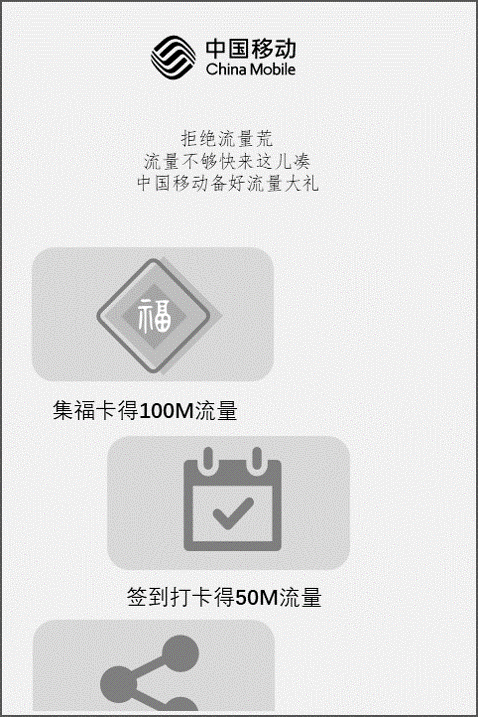 中国移动
China Mobile
拒绝流量荒
流量不够快来这儿凑
中国移动备好流量大礼
福
集福卡得100M流量
签到打卡得50M流量